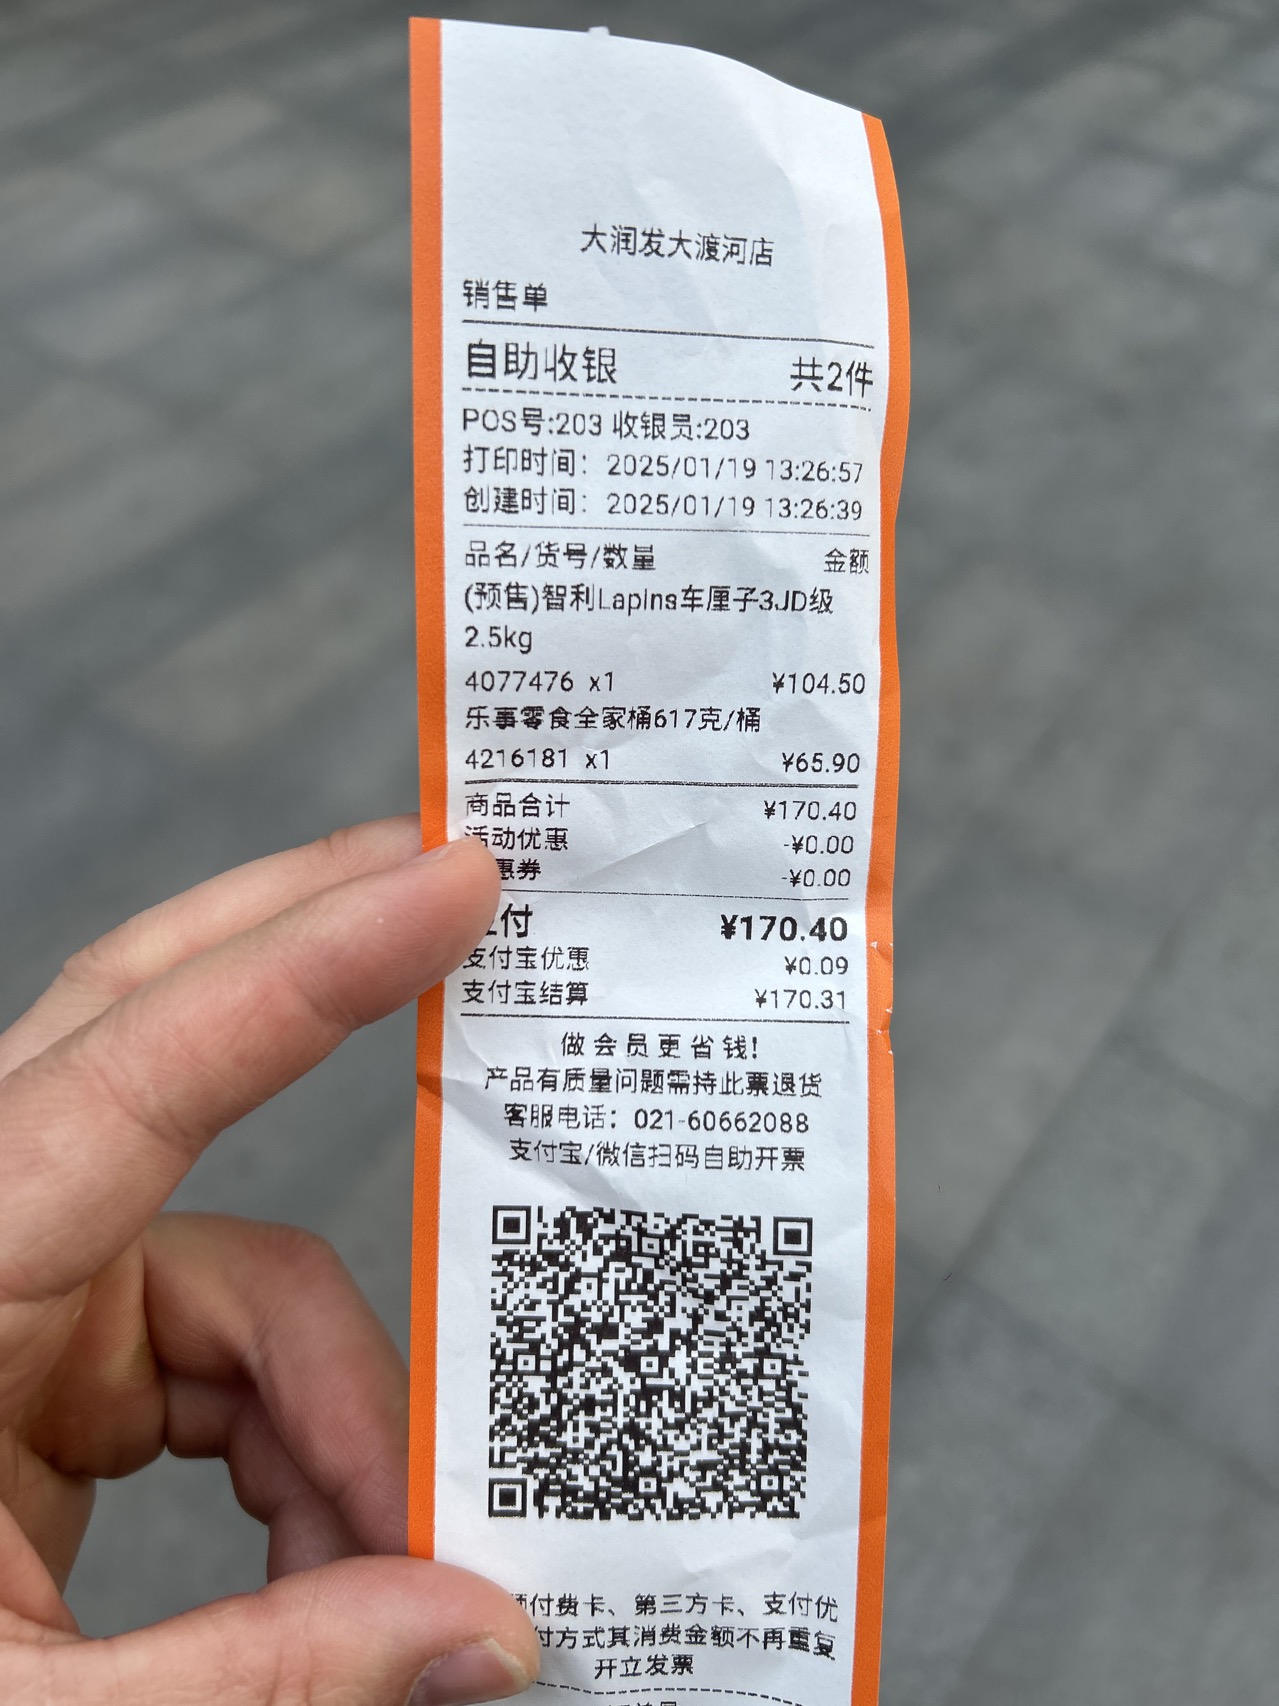 大润发大渡河店
销售单
自助收银 共2件
POS号:203 收银员:203
打印时间：2025/01/19 13:26:57
创建时间：2025/01/19 13:26:39
品名/货号/数量 金额
(预售)智利Lapins车厘子3JD级
2.5kg
4077476 x1 ¥104.50
乐事零食全家桶617克/桶
4216181 x1 ¥65.90
商品合计 ¥170.40
活动优惠 -¥0.00
惠券 -¥0.00
付 ¥170.40
支付宝优惠 ¥0.09
支付宝结算 ¥170.31
做会员更省钱!
产品有质量问题需持此票退货
客服电话：021-60662088
支付宝/微信扫码自助开票
付费卡、第三方卡、支付优
付方式其消费金额不再重复
开立发票